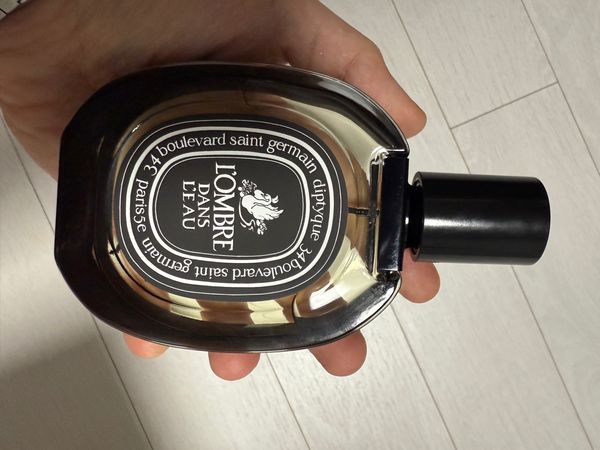 34 boulevard saint germain diptyque
34 boulevard saint germain paris5e
L'OMBRE
DANS
L'EAU